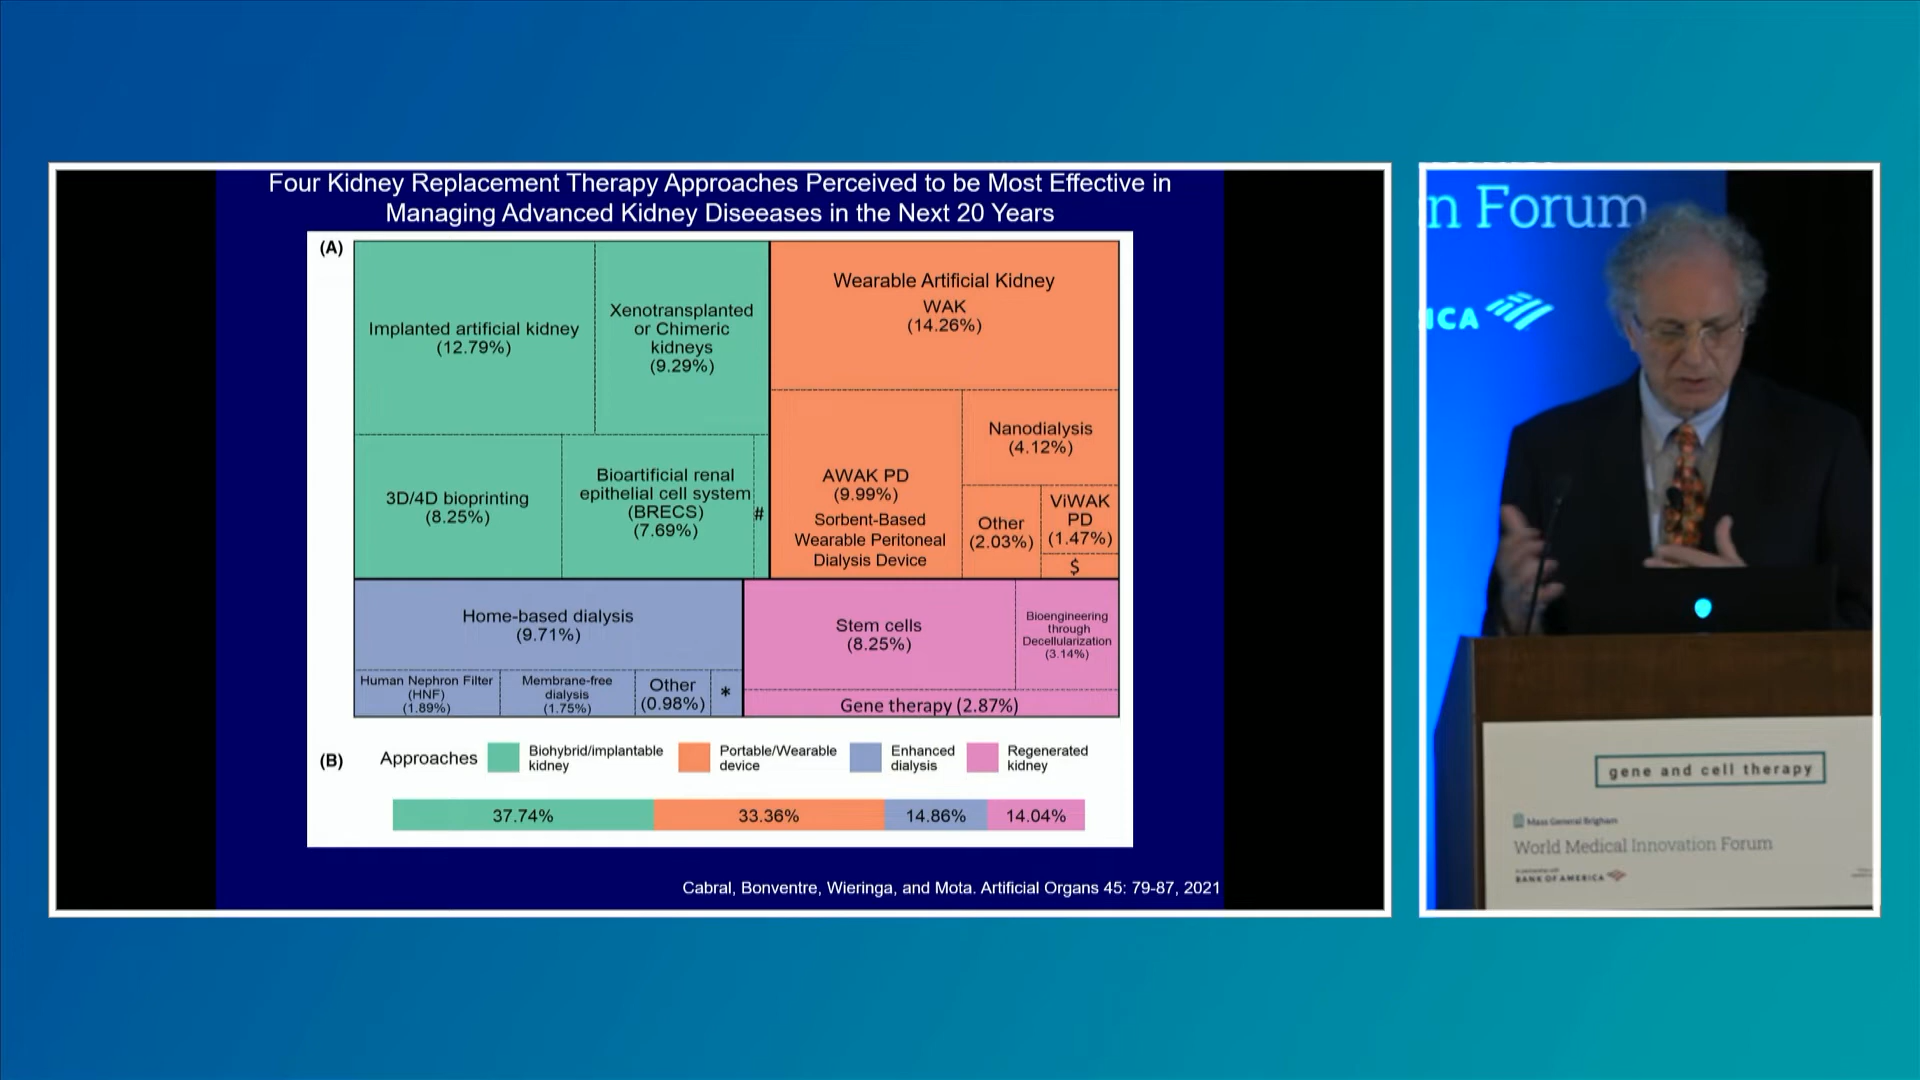 Four Kidney Replacement Therapy Approaches Perceived to be Most Effective in
Managing Advanced Kidney Diseeases in the Next 20 Years
(A)
Implanted artificial kidney
(12.79%)
Xenotransplanted
or Chimeric
kidneys
(9.29%)
3D/4D bioprinting
(8.25%)
Bioartificial renal
epithelial cell system
(BRECS)
(7.69%)
#
Wearable Artificial Kidney
WAK
(14.26%)
AWAK PD
(9.99%)
Sorbent-Based
Wearable Peritoneal
Dialysis Device
Nanodialysis
(4.12%)
Other
(2.03%)
ViWAK
PD
(1.47%)
$
Home-based dialysis
(9.71%)
Human Nephron Filter
(HNF)
(1.89%)
Membrane-free
dialysis
(1.75%)
Other
(0.98%)
*
Stem cells
(8.25%)
Bioengineering
through
Decellularization
(3.14%)
Gene therapy (2.87%)
(B)
Approaches
Biohybrid/implantable
kidney
Portable/Wearable
device
Enhanced
dialysis
Regenerated
kidney
37.74%
33.36%
14.86%
14.04%
Cabral, Bonventre, Wieringa, and Mota. Artificial Organs 45: 79-87, 2021
n Forum
ICA
gene and cell therapy
Mass General Brigham
World Medical Innovation Forum
BANK OF AMERICA